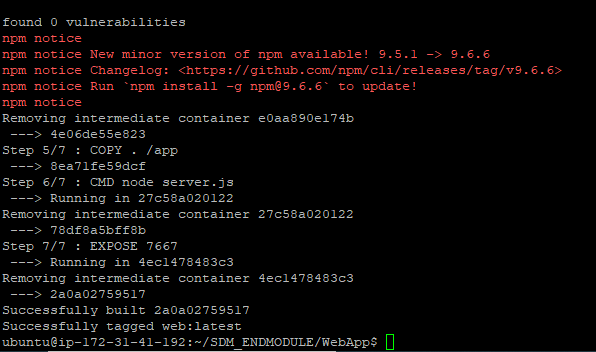 found 0 vulnerabilities
npm notice
npm notice New minor version of npm available! 9.5.1 -> 9.6.6
npm notice Changelog: <https://github.com/npm/cli/releases/tag/v9.6.6>
npm notice Run `npm install -g npm@9.6.6` to update!
npm notice
Removing intermediate container e0aa890e174b
 ---> 4e06de55e823
Step 5/7 : COPY . /app
 ---> 8ea71fe59dcf
Step 6/7 : CMD node server.js
 ---> Running in 27c58a020122
Removing intermediate container 27c58a020122
 ---> 78df8a5bff8b
Step 7/7 : EXPOSE 7667
 ---> Running in 4ec1478483c3
Removing intermediate container 4ec1478483c3
 ---> 2a0a02759517
Successfully built 2a0a02759517
Successfully tagged web:latest
ubuntu@ip-172-31-41-192:~/SDM_ENDMODULE/WebApp$